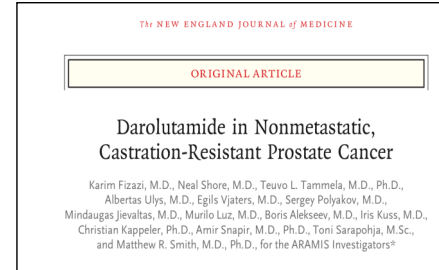 The NEW ENGLAND JOURNAL of MEDICINE
ORIGINAL ARTICLE
Darolutamide in Nonmetastatic,
Castration-Resistant Prostate Cancer
Karim Fizazi, M.D., Neal Shore, M.D., Teuvo L. Tammela, M.D., Ph.D.,
Albertas Ulys, M.D., Egils Vjaters, M.D., Sergey Polyakov, M.D.,
Mindaugas Jievaltas, M.D., Murilo Luz, M.D., Boris Alekseev, M.D., Iris Kuss, M.D.,
Christian Kappeler, Ph.D., Amir Snapir, M.D., Ph.D., Toni Sarapohja, M.Sc.,
and Matthew R. Smith, M.D., Ph.D., for the ARAMIS Investigators*